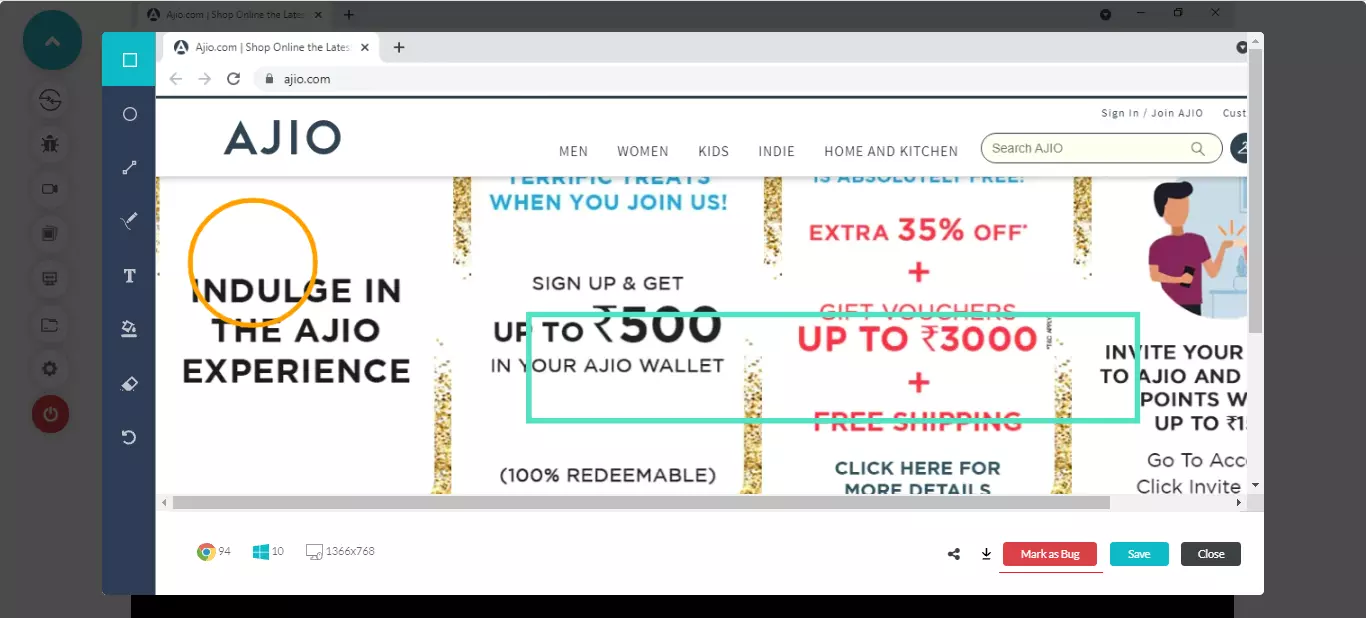 Ajio.com | Shop Online the Lates
Ajio.com | Shop Online the Lates
ajio.com
Sign In / Join AJIO Cust
AJIO
MEN WOMEN KIDS INDIE HOME AND KITCHEN
Search AJIO
INDULGE IN
THE AJIO
EXPERIENCE
TERRIFIC TREATS
WHEN YOU JOIN US!
SIGN UP & GET
UP TO ₹500
IN YOUR AJIO WALLET
(100% REDEEMABLE)
IS ABSOLUTELY FREE!
EXTRA 35% OFF*
+
GIFT VOUCHERS
UP TO ₹3000
*T&C APPLY
+
FREE SHIPPING
CLICK HERE FOR
MORE DETAILS
INVITE YOUR
TO AJIO AND
POINTS W
UP TO ₹1
Go To Acc
Click Invite
T
94 10 1366x768
Mark as Bug Save Close